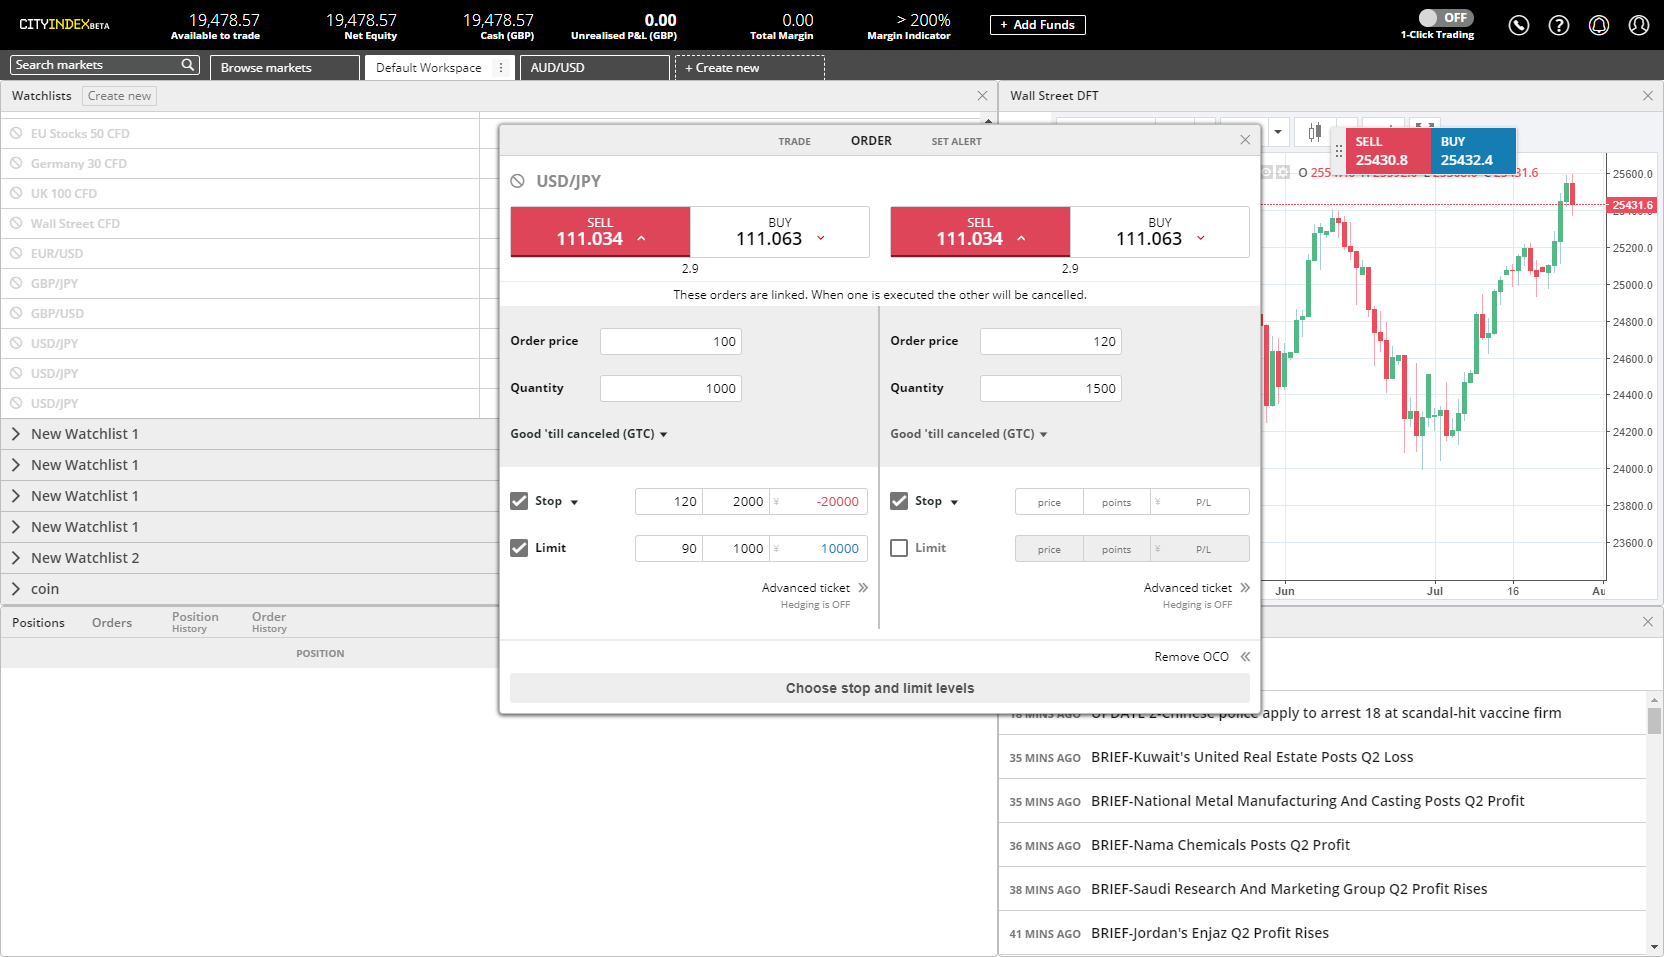 CITYINDEXBETA
19,478.57
Available to trade
19,478.57
Net Equity
19,478.57
Cash (GBP)
0.00
Unrealised P&L (GBP)
0.00
Total Margin
> 200%
Margin Indicator
+ Add Funds
OFF
1-Click Trading
Search markets
Browse markets
Default Workspace
AUD/USD
+ Create new
Watchlists
Create new
EU Stocks 50 CFD
Germany 30 CFD
UK 100 CFD
Wall Street CFD
EUR/USD
GBP/JPY
GBP/USD
USD/JPY
USD/JPY
USD/JPY
New Watchlist 1
New Watchlist 1
New Watchlist 1
New Watchlist 1
New Watchlist 2
coin
Positions
Orders
Position History
Order History
POSITION
TRADE
ORDER
SET ALERT
USD/JPY
SELL
111.034
BUY
111.063
2.9
SELL
111.034
BUY
111.063
2.9
These orders are linked. When one is executed the other will be cancelled.
Order price
100
Quantity
1000
Good 'till canceled (GTC)
Order price
120
Quantity
1500
Good 'till canceled (GTC)
Stop
120
2000
¥
-20000
Limit
90
1000
¥
10000
Advanced ticket
Hedging is OFF
Stop
price
points
¥
P/L
Limit
price
points
¥
P/L
Advanced ticket
Hedging is OFF
Remove OCO
Choose stop and limit levels
Wall Street DFT
SELL
25430.8
BUY
25432.4
O
25600.0
25431.6
25200.0
25000.0
24800.0
24600.0
24400.0
24200.0
24000.0
23800.0
23600.0
Jun
Jul
16
apply to arrest 18 at scandal-hit vaccine firm
35 MINS AGO BRIEF-Kuwait's United Real Estate Posts Q2 Loss
35 MINS AGO BRIEF-National Metal Manufacturing And Casting Posts Q2 Profit
36 MINS AGO BRIEF-Nama Chemicals Posts Q2 Profit
38 MINS AGO BRIEF-Saudi Research And Marketing Group Q2 Profit Rises
41 MINS AGO BRIEF-Jordan's Enjaz Q2 Profit Rises